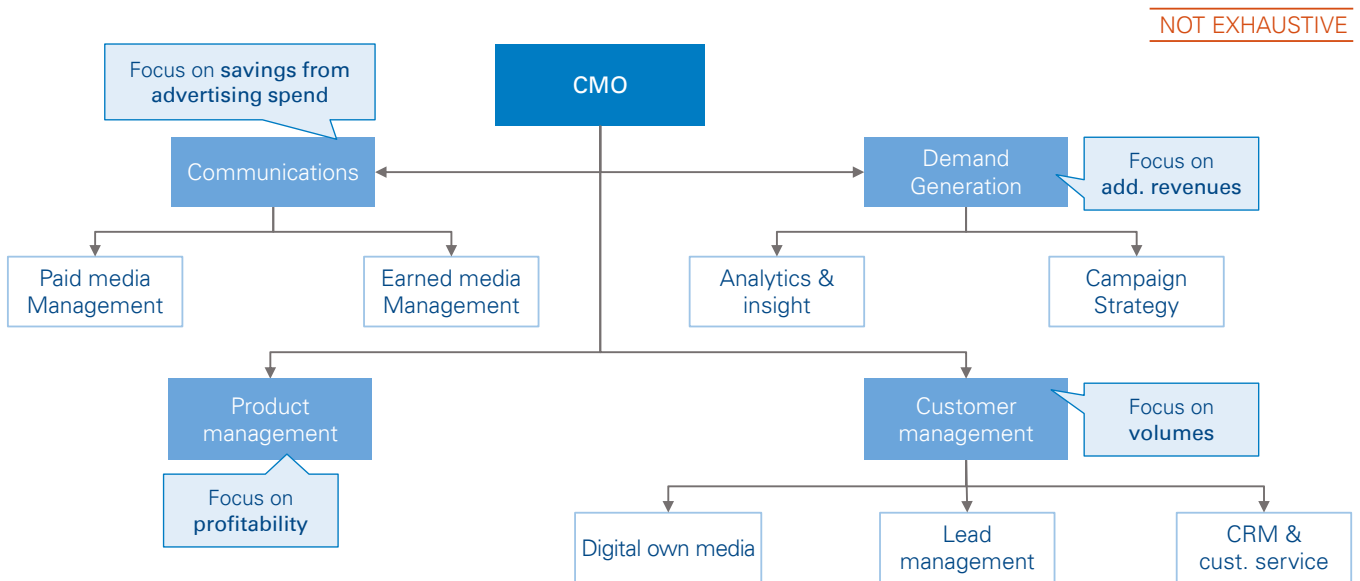 NOT EXHAUSTIVE
Focus on savings from
advertising spend
CMO
Communications
Demand
Generation
Focus on
add. revenues
Paid media
Management
Earned media
Management
Analytics &
insight
Campaign
Strategy
Product
management
Customer
management
Focus on
volumes
Focus on
profitability
Digital own media
Lead
management
CRM &
cust. service